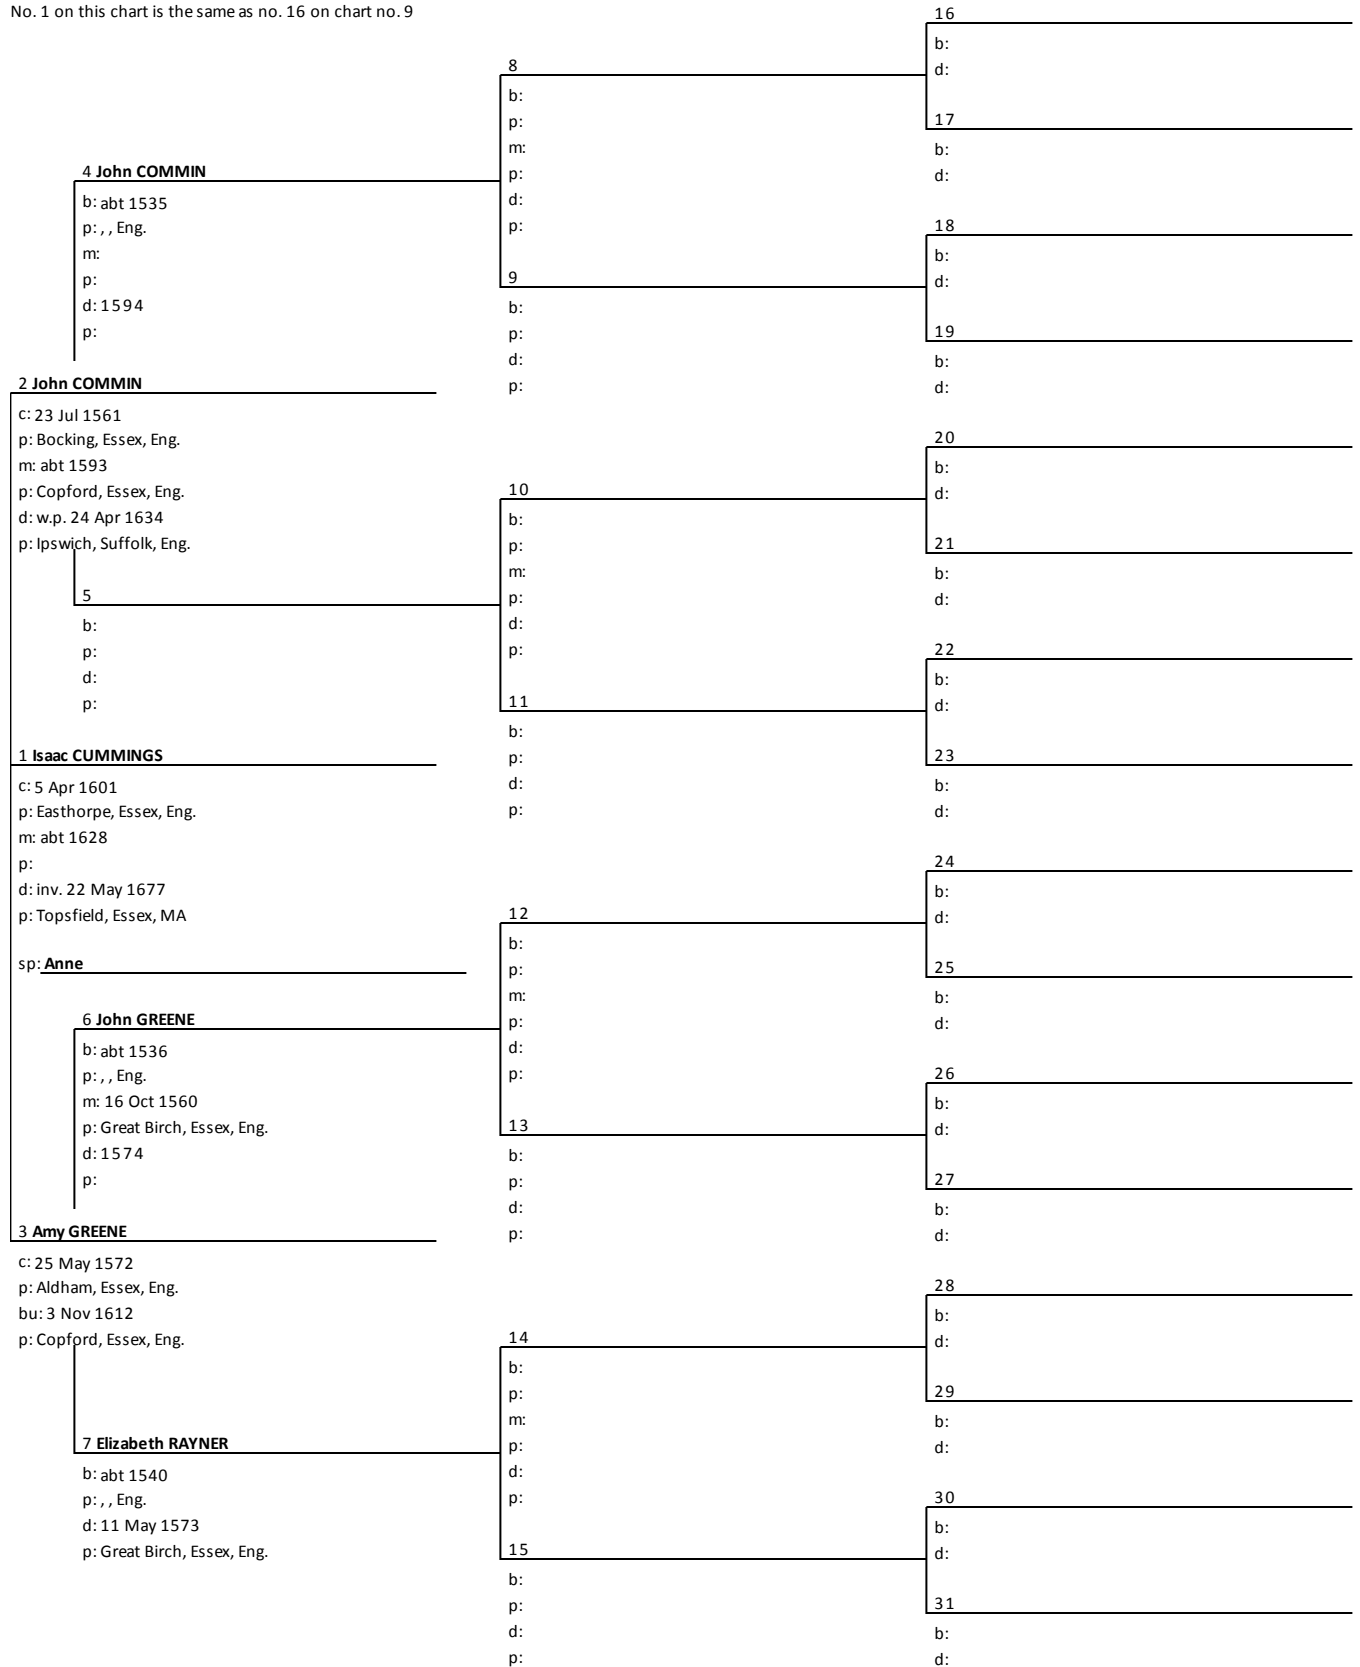 No. 1 on this chart is the same as no. 16 on chart no. 9
4 John COMMIN
b: abt 1535
p: , , Eng.
m:
p:
d: 1594
p:
2 John COMMIN
c: 23 Jul 1561
p: Bocking, Essex, Eng.
m: abt 1593
p: Copford, Essex, Eng.
d: w.p. 24 Apr 1634
p: Ipswich, Suffolk, Eng.
5
b:
p:
d:
p:
1 Isaac CUMMINGS
c: 5 Apr 1601
p: Easthorpe, Essex, Eng.
m: abt 1628
p:
d: inv. 22 May 1677
p: Topsfield, Essex, MA
sp: Anne
6 John GREENE
b: abt 1536
p: , , Eng.
m: 16 Oct 1560
p: Great Birch, Essex, Eng.
d: 1574
p:
3 Amy GREENE
c: 25 May 1572
p: Aldham, Essex, Eng.
bu: 3 Nov 1612
p: Copford, Essex, Eng.
7 Elizabeth RAYNER
b: abt 1540
p: , , Eng.
d: 11 May 1573
p: Great Birch, Essex, Eng.
8
b:
p:
m:
p:
d:
p:
9
b:
p:
d:
p:
10
b:
p:
m:
p:
d:
p:
11
b:
p:
d:
p:
12
b:
p:
m:
p:
d:
p:
13
b:
p:
d:
p:
14
b:
p:
m:
p:
d:
p:
15
b:
p:
d:
p:
16
b:
d:
17
b:
d:
18
b:
d:
19
b:
d:
20
b:
d:
21
b:
d:
22
b:
d:
23
b:
d:
24
b:
d:
25
b:
d:
26
b:
d:
27
b:
d:
28
b:
d:
29
b:
d:
30
b:
d:
31
b:
d: